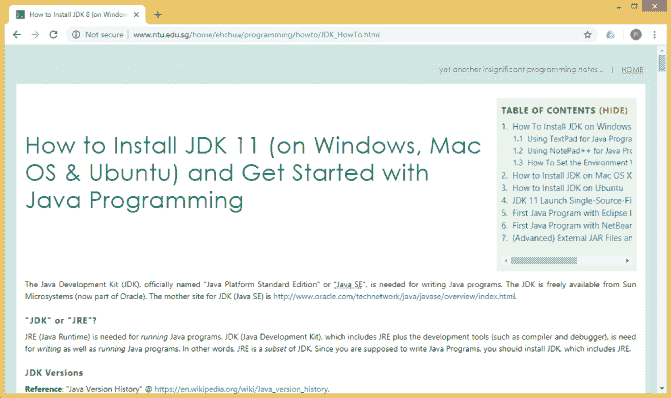 How to Install JDK 8 (on Window
Not secure | www.ntu.edu.sg/home/ehchua/programming/howto/JDK_HowTo.html
yet another insignificant programming notes... | HOME
TABLE OF CONTENTS (HIDE)
1. How To Install JDK on Windows
1.1 Using TextPad for Java Progra
1.2 Using NotePad++ for Java Pro
1.3 How To Set the Environment
2. How to Install JDK on Mac OS X
3. How to Install JDK on Ubuntu
4. JDK 11 Launch Single-Source-Fi
5. First Java Program with Eclipse
6. First Java Program with NetBear
7. (Advanced) External JAR Files an
How to Install JDK 11 (on Windows, Mac
OS & Ubuntu) and Get Started with
Java Programming
The Java Development Kit (JDK), officially named "Java Platform Standard Edition" or "Java SE", is needed for writing Java programs. The JDK is freely available from Sun
Microsystems (now part of Oracle). The mother site for JDK (Java SE) is http://www.oracle.com/technetwork/java/javase/overview/index.html.
"JDK" or "JRE"?
JRE (Java Runtime) is needed for running Java programs. JDK (Java Development Kit), which includes JRE plus the development tools (such as compiler and debugger), is need
for writing as well as running Java programs. In other words, JRE is a subset of JDK. Since you are supposed to write Java Programs, you should install JDK, which includes JRE.
JDK Versions
Reference: "Java Version History" @ https://en.wikipedia.org/wiki/Java_version_history.